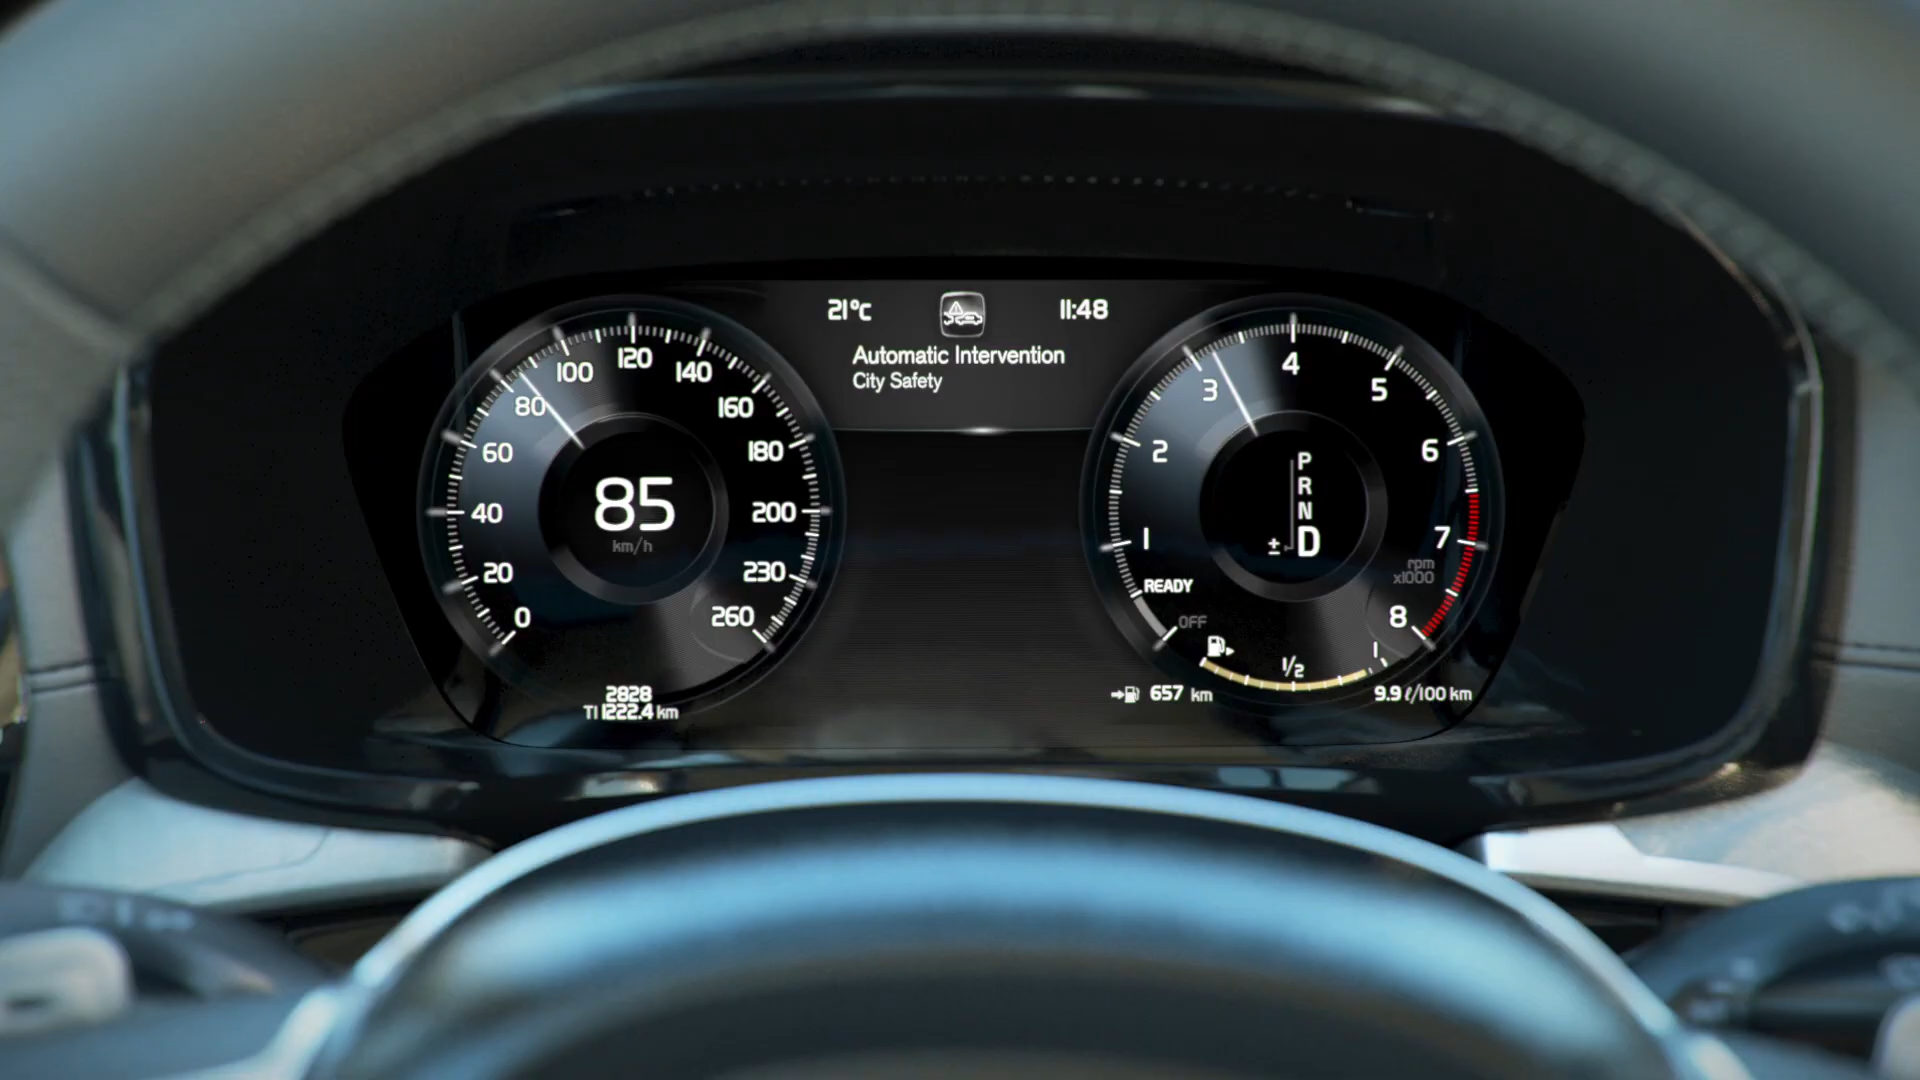 21°C
11:48
Automatic Intervention
City Safety
0
20
40
60
80
100
120
140
160
180
200
230
260
85
km/h
2828
T1 1222.4 km
OFF
READY
1
2
3
4
5
6
7
8
rpm
x1000
P
R
N
± D
1/2
1
657 km
9.9 ℓ/100 km